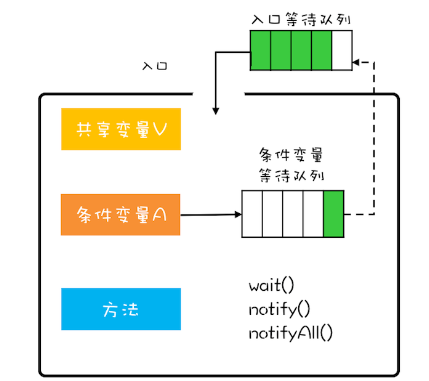 入口等待队列
入口
共享变量V
条件变量
等待队列
条件变量A
方法
wait()
notify()
notifyAll()